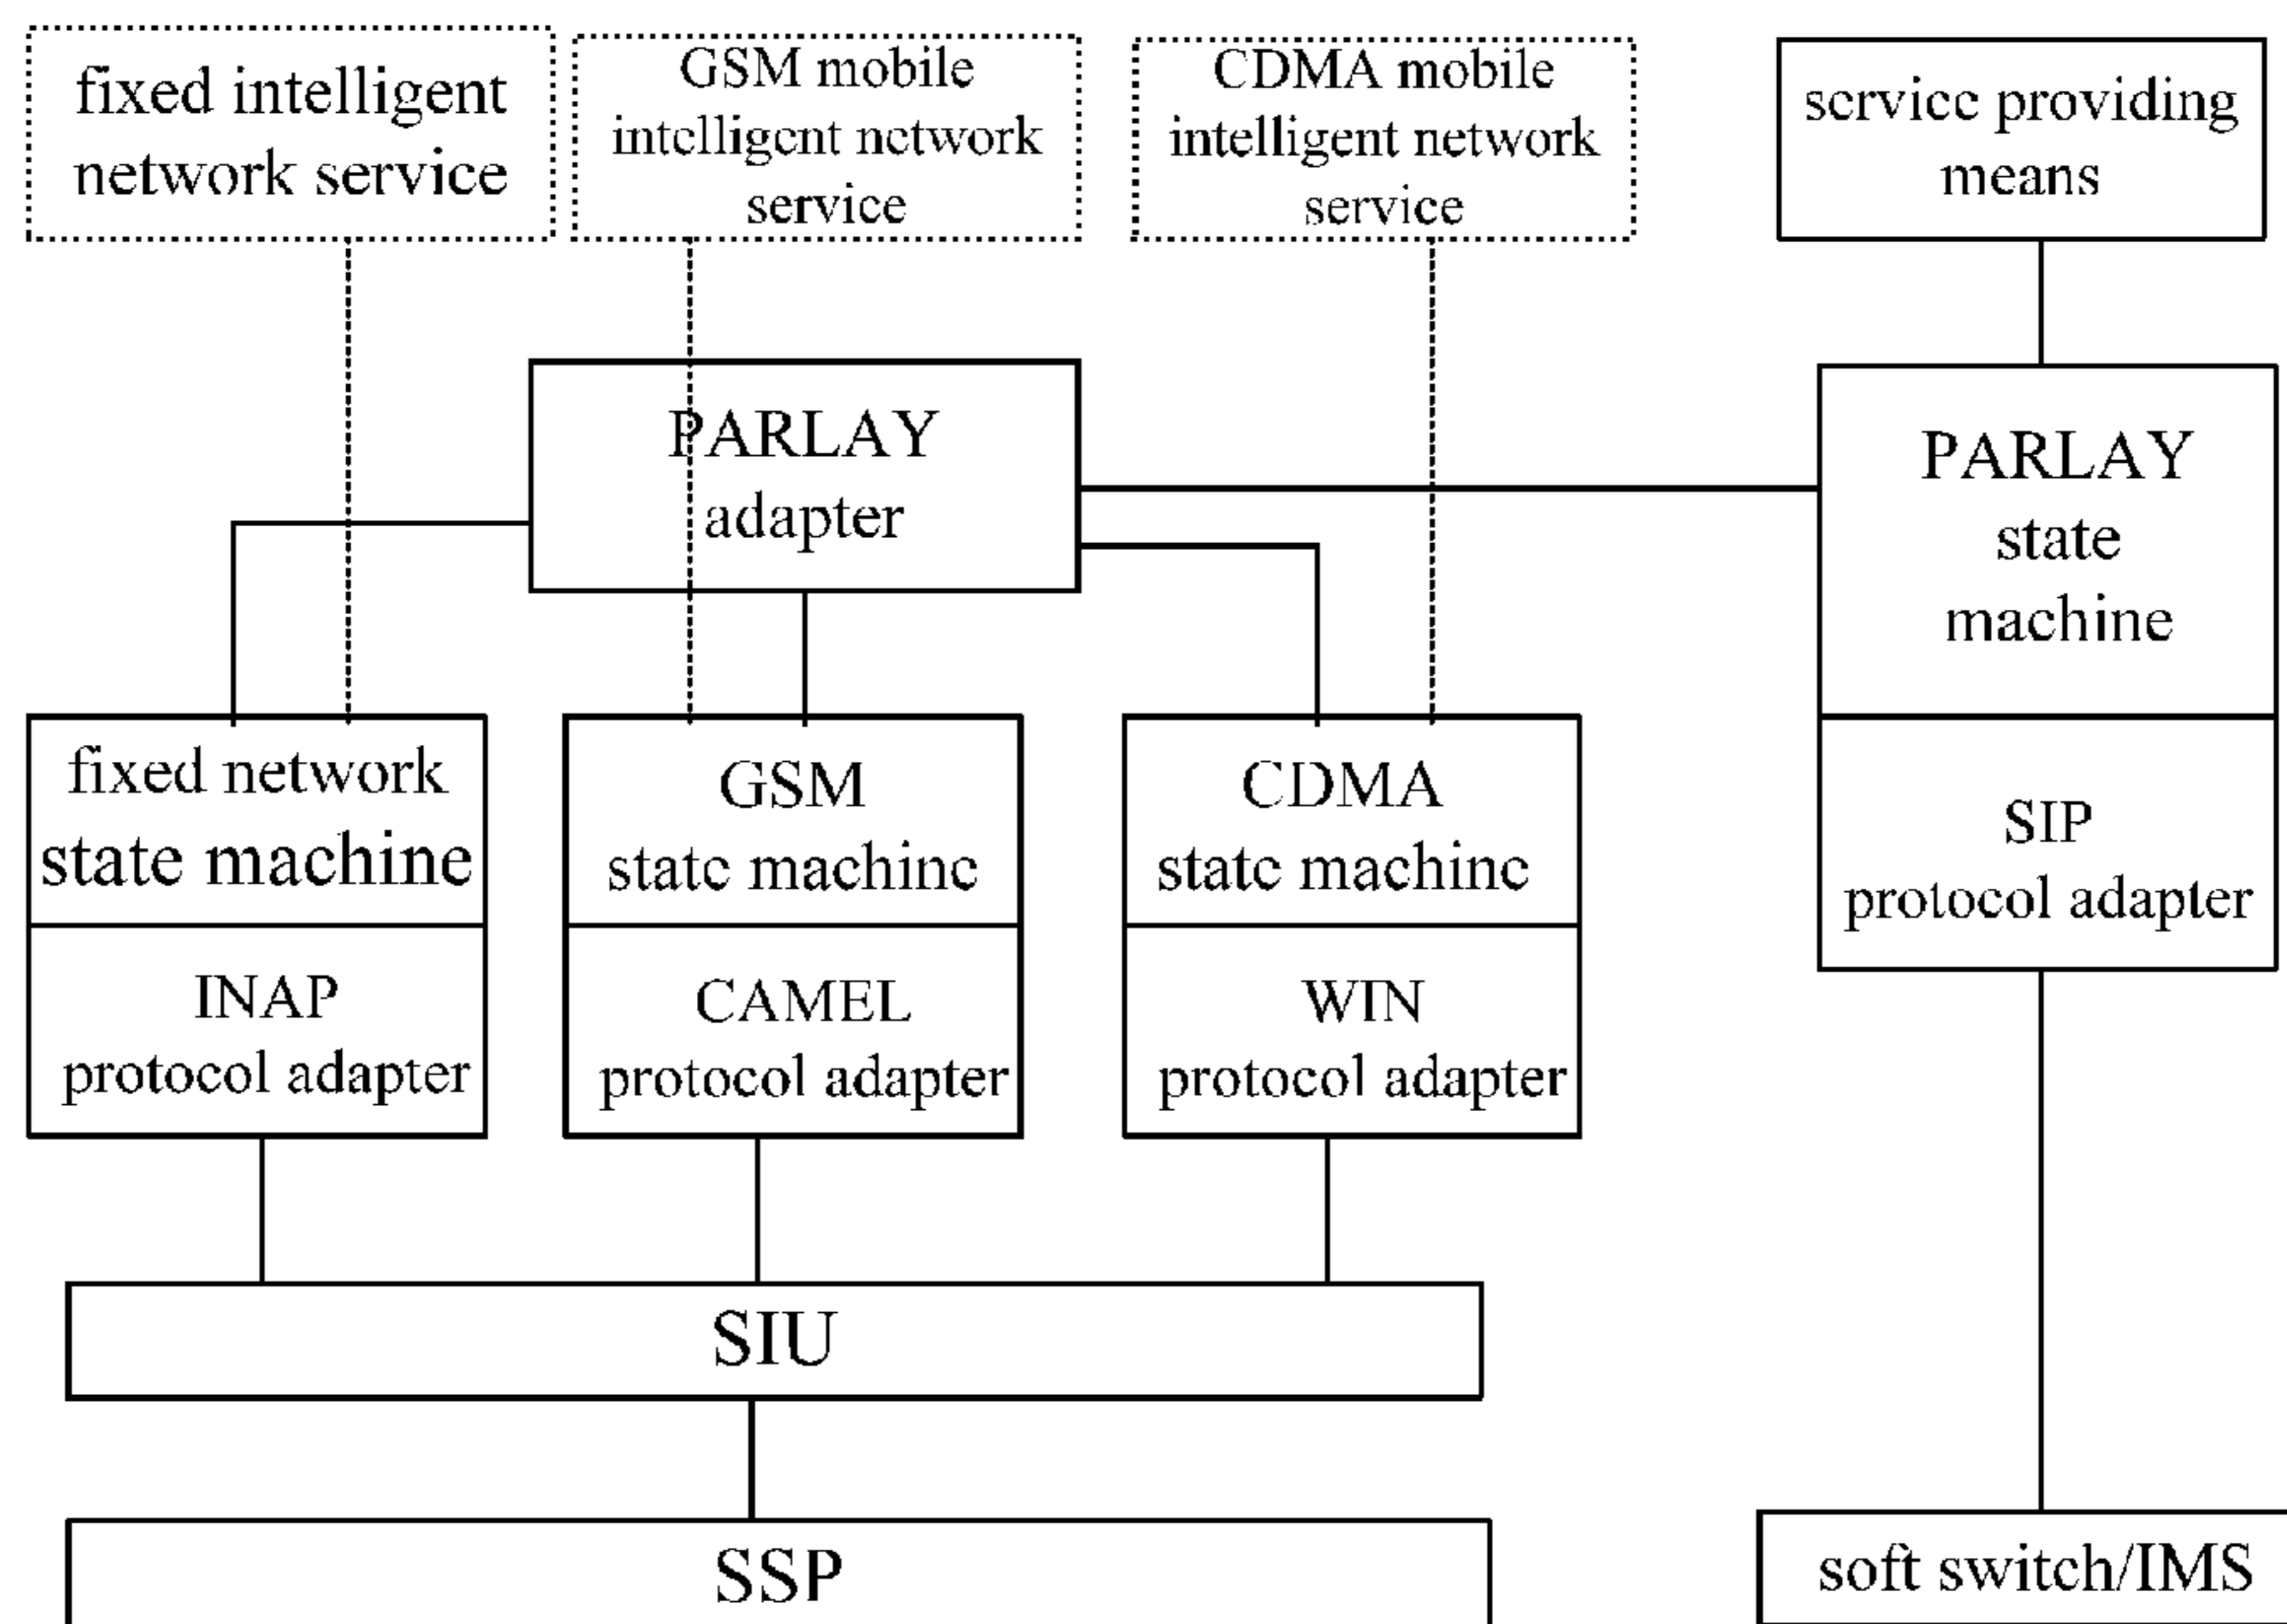 fixed intelligent
network service
GSM mobile
intelligent network
service
CDMA mobile
intelligent network
service
service providing
means
PARLAY
adapter
PARLAY
state
machine
fixed network
state machine
GSM
state machine
CDMA
state machine
SIP
protocol adapter
INAP
protocol adapter
CAMEL
protocol adapter
WIN
protocol adapter
SIU
SSP
soft switch/IMS